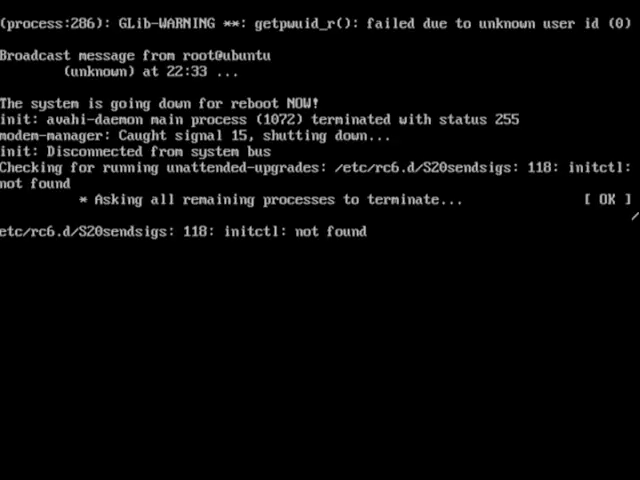 (process:286): GLib-WARNING **: getpwuid_r(): failed due to unknown user id (0)
Broadcast message from root@ubuntu
(unknown) at 22:33 ...
The system is going down for reboot NOW!
init: avahi-daemon main process (1072) terminated with status 255
modem-manager: Caught signal 15, shutting down...
init: Disconnected from system bus
Checking for running unattended-upgrades: /etc/rc6.d/S20sendsigs: 118: initctl:
not found
* Asking all remaining processes to terminate... [ OK ]
/
etc/rc6.d/S20sendsigs: 118: initctl: not found